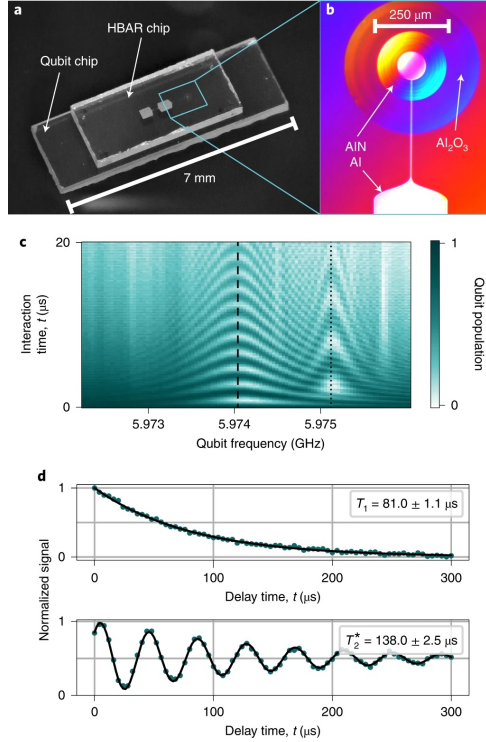 a
HBAR chip
Qubit chip
7 mm
b
250 μm
AlN
Al
Al₂O₃
c
20
Interaction
time, t (μs)
0
5.973
5.974
5.975
Qubit frequency (GHz)
1
0
Qubit population
d
Normalized signal
1
0
T₁ = 81.0 ± 1.1 μs
0
100
200
300
Delay time, t (μs)
1
0
T₂* = 138.0 ± 2.5 μs
0
100
200
300
Delay time, t (μs)